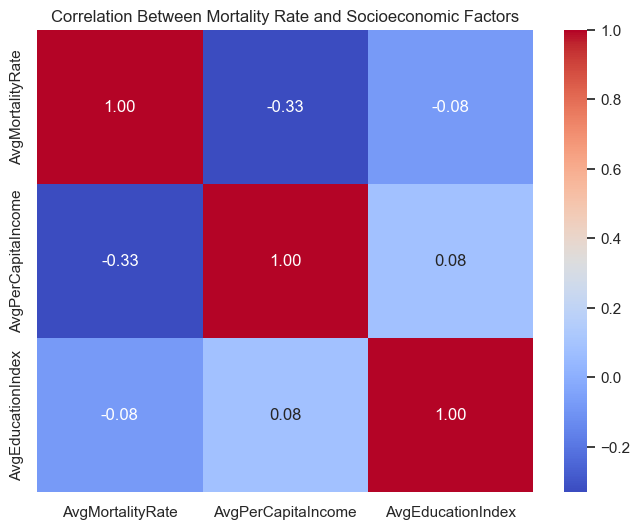 Correlation Between Mortality Rate and Socioeconomic Factors
AvgMortalityRate
1.00
-0.33
-0.08
AvgPerCapitaIncome
-0.33
1.00
0.08
AvgEducationIndex
-0.08
0.08
1.00
AvgMortalityRate
AvgPerCapitaIncome
AvgEducationIndex
1.0
0.8
0.6
0.4
0.2
0.0
−0.2